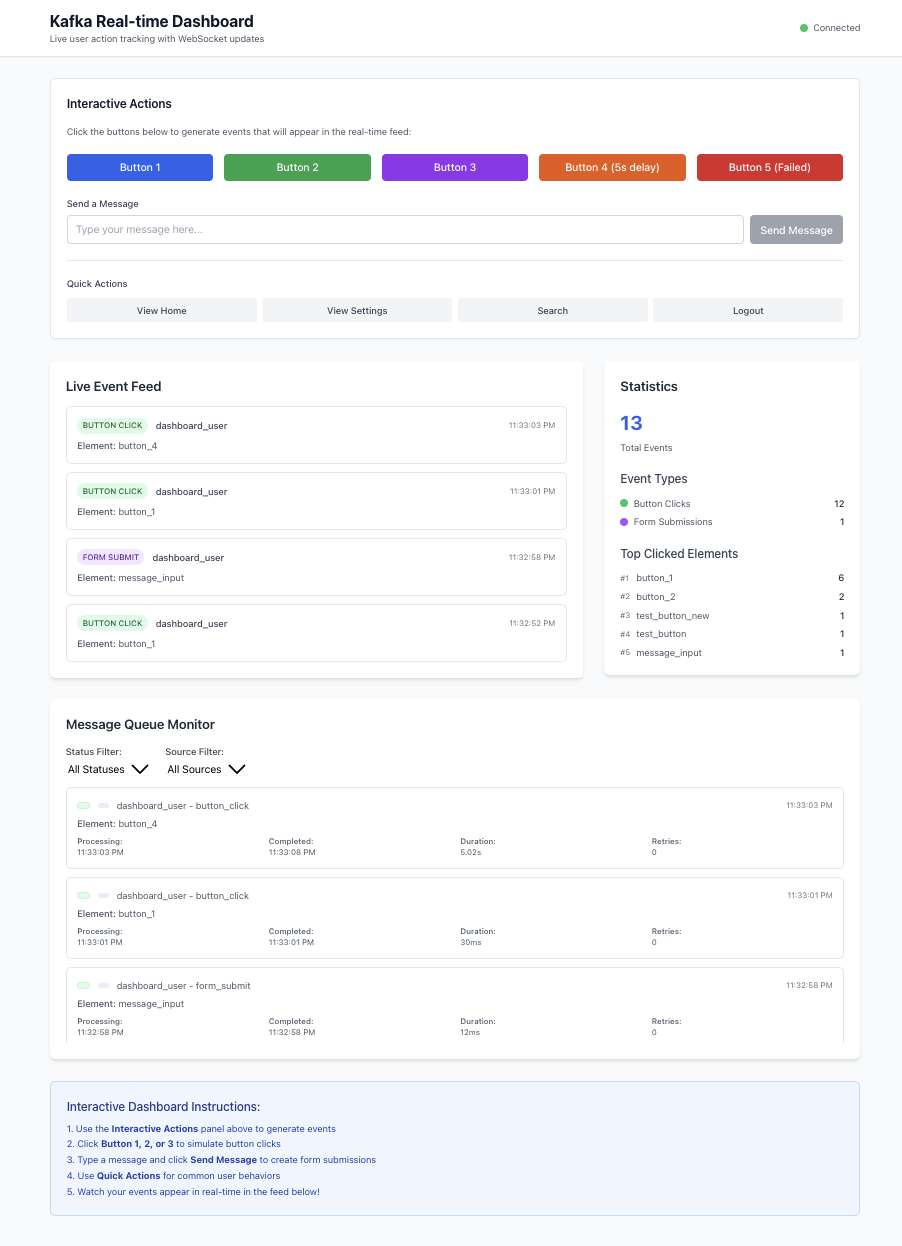 Kafka Real-time Dashboard
Live user action tracking with WebSocket updates
Connected
Interactive Actions
Click the buttons below to generate events that will appear in the real-time feed:
Button 1
Button 2
Button 3
Button 4 (5s delay)
Button 5 (Failed)
Send a Message
Type your message here...
Send Message
Quick Actions
View Home
View Settings
Search
Logout
Live Event Feed
BUTTON CLICK dashboard_user 11:33:03 PM
Element: button_4
BUTTON CLICK dashboard_user 11:33:01 PM
Element: button_1
FORM SUBMIT dashboard_user 11:32:58 PM
Element: message_input
BUTTON CLICK dashboard_user 11:32:52 PM
Element: button_1
Statistics
13
Total Events
Event Types
Button Clicks 12
Form Submissions 1
Top Clicked Elements
#1 button_1 6
#2 button_2 2
#3 test_button_new 1
#4 test_button 1
#5 message_input 1
Message Queue Monitor
Status Filter: Source Filter:
All Statuses All Sources
dashboard_user - button_click 11:33:03 PM
Element: button_4
Processing: Completed: Duration: Retries:
11:33:03 PM 11:33:08 PM 5.02s 0
dashboard_user - button_click 11:33:01 PM
Element: button_1
Processing: Completed: Duration: Retries:
11:33:01 PM 11:33:01 PM 30ms 0
dashboard_user - form_submit 11:32:58 PM
Element: message_input
Processing: Completed: Duration: Retries:
11:32:58 PM 11:32:58 PM 12ms 0
Interactive Dashboard Instructions:
1. Use the Interactive Actions panel above to generate events
2. Click Button 1, 2, or 3 to simulate button clicks
3. Type a message and click Send Message to create form submissions
4. Use Quick Actions for common user behaviors
5. Watch your events appear in real-time in the feed below!